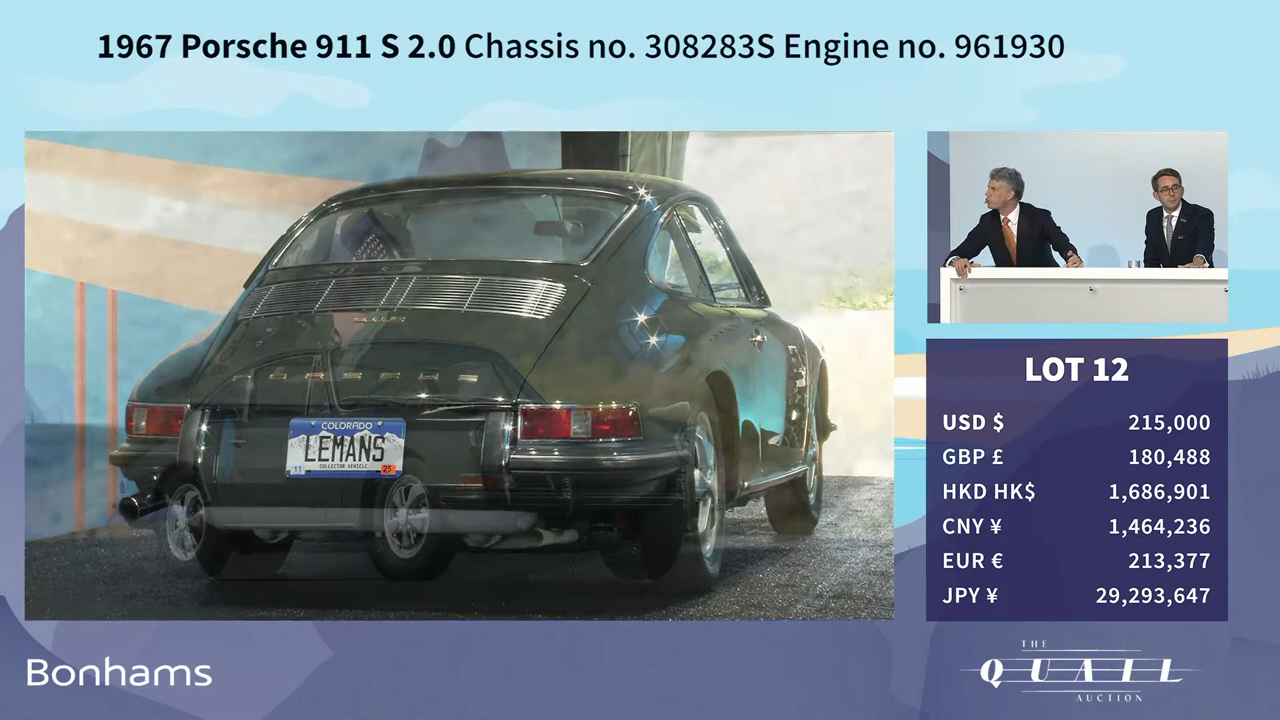 1967 Porsche 911 S 2.0 Chassis no. 308283S Engine no. 961930
PORSCHE
COLORADO
LEMANS
11 COLLECTOR VEHICLE 25
LOT 12
USD $ 215,000
GBP £ 180,488
HKD HK$ 1,686,901
CNY ¥ 1,464,236
EUR € 213,377
JPY ¥ 29,293,647
Bonhams
THE
QUAIL
AUCTION